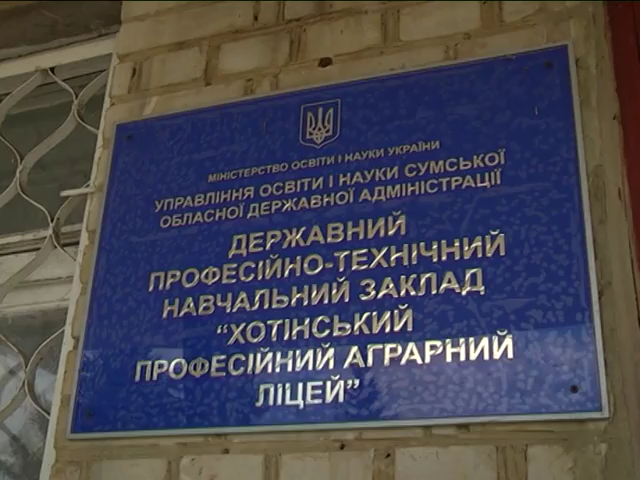 МІНІСТЕРСТВО ОСВІТИ І НАУКИ УКРАЇНИ
УПРАВЛІННЯ ОСВІТИ І НАУКИ СУМСЬКОЇ
ОБЛАСНОЇ ДЕРЖАВНОЇ АДМІНІСТРАЦІЇ
ДЕРЖАВНИЙ
ПРОФЕСІЙНО-ТЕХНІЧНИЙ
НАВЧАЛЬНИЙ ЗАКЛАД
“ХОТІНСЬКИЙ
ПРОФЕСІЙНИЙ АГРАРНИЙ
ЛІЦЕЙ”